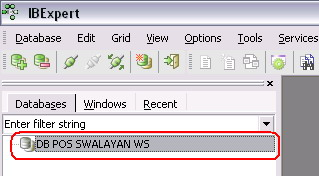 IBExpert
Database Edit Grid View Options Tools Services
Databases Windows Recent
Enter filter string
DB POS SWALAYAN WS